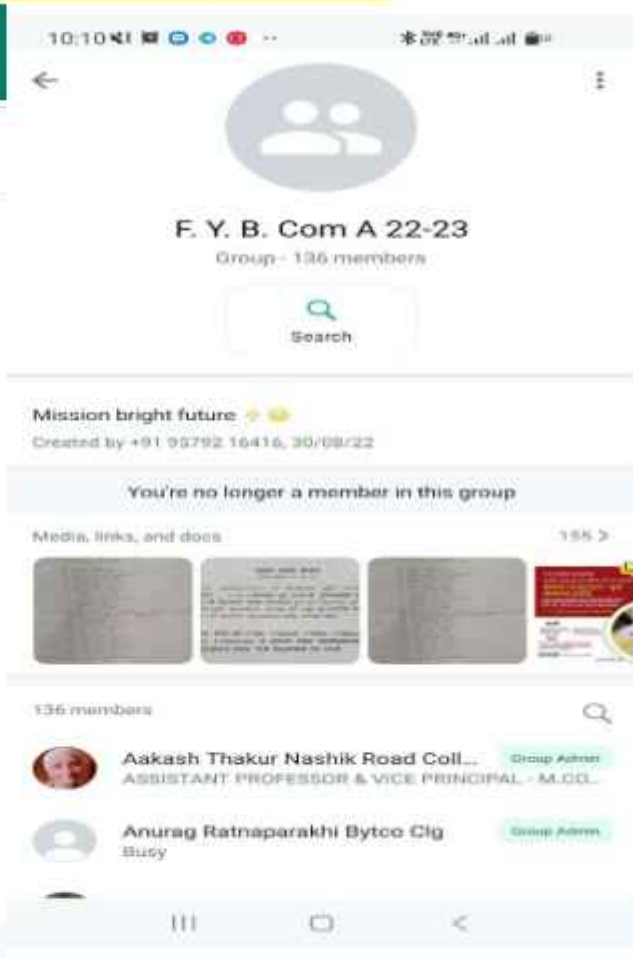 10:10
F. Y. B. Com A 22-23
Group - 136 members
Search
Mission bright future
Created by +91 95792 16416, 30/08/22
You're no longer a member in this group
Media, links, and docs
155 >
136 members
Aakash Thakur Nashik Road Coll...
Group Admin
ASSISTANT PROFESSOR & VICE PRINCIPAL - M.CO...
Anurag Ratnaparakhi Bytco Clg
Group Admin
Busy